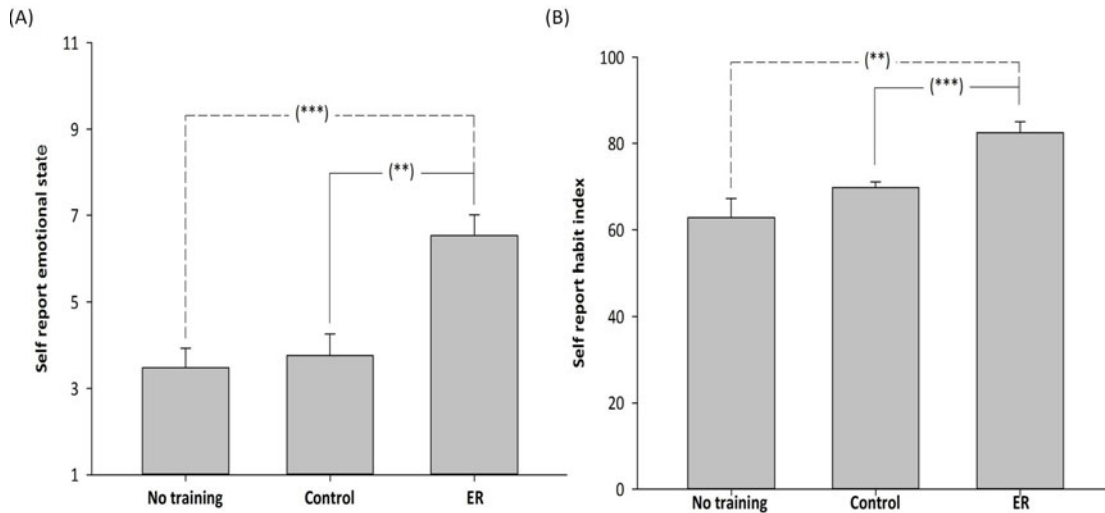 (A)
Self report emotional state
11
9
7
5
3
1
(***)
(**)
No training
Control
ER
(B)
Self report habit index
100
80
60
40
20
0
(**)
(***)
No training
Control
ER